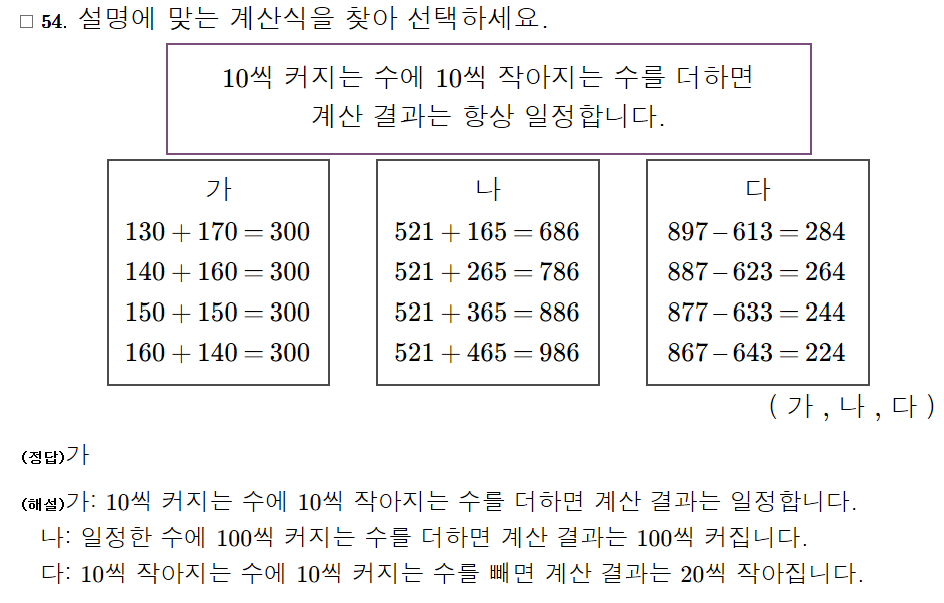 □ 54. 설명에 맞는 계산식을 찾아 선택하세요.
10씩 커지는 수에 10씩 작아지는 수를 더하면
계산 결과는 항상 일정합니다.
가
130 + 170 = 300
140 + 160 = 300
150 + 150 = 300
160 + 140 = 300
나
521 + 165 = 686
521 + 265 = 786
521 + 365 = 886
521 + 465 = 986
다
897 – 613 = 284
887 – 623 = 264
877 – 633 = 244
867 – 643 = 224
( 가 , 나 , 다 )
(정답)가
(해설)가: 10씩 커지는 수에 10씩 작아지는 수를 더하면 계산 결과는 일정합니다.
나: 일정한 수에 100씩 커지는 수를 더하면 계산 결과는 100씩 커집니다.
다: 10씩 작아지는 수에 10씩 커지는 수를 빼면 계산 결과는 20씩 작아집니다.